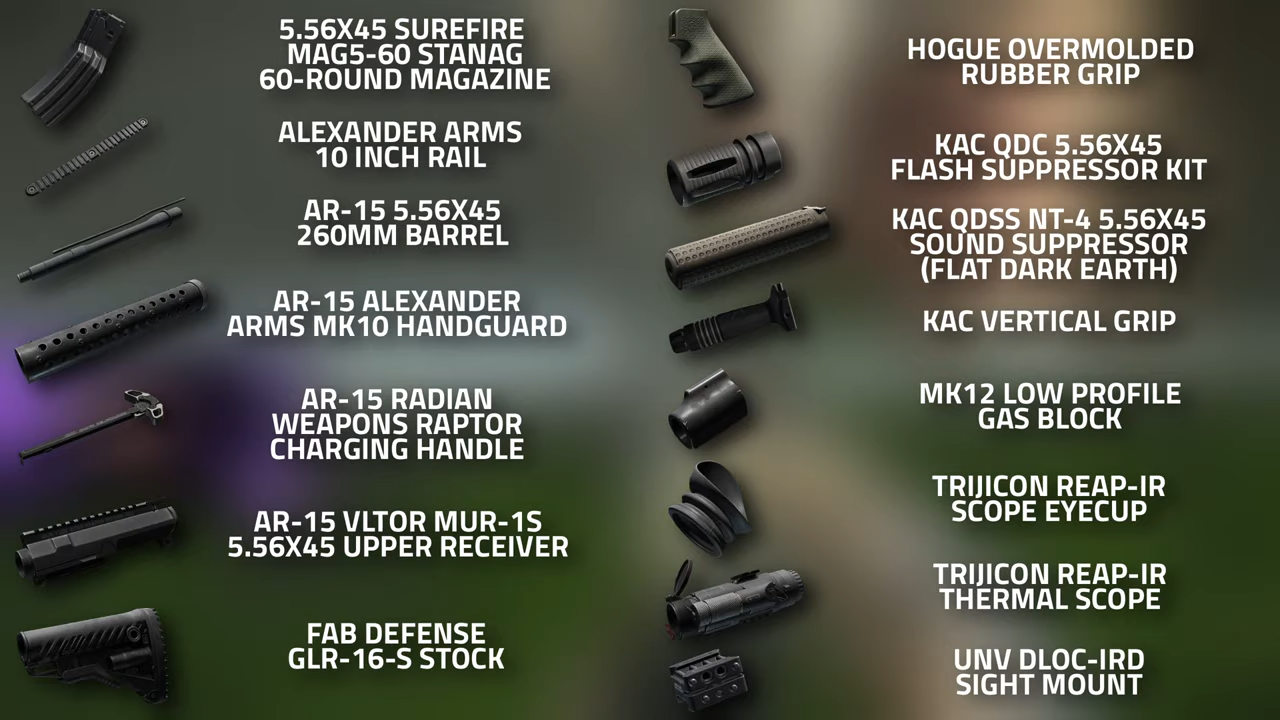 5.56X45 SUREFIRE
MAG5-60 STANAG
60-ROUND MAGAZINE
ALEXANDER ARMS
10 INCH RAIL
AR-15 5.56X45
260MM BARREL
AR-15 ALEXANDER
ARMS MK10 HANDGUARD
AR-15 RADIAN
WEAPONS RAPTOR
CHARGING HANDLE
AR-15 VLTOR MUR-1S
5.56X45 UPPER RECEIVER
FAB DEFENSE
GLR-16-S STOCK
HOGUE OVERMOLDED
RUBBER GRIP
KAC QDC 5.56X45
FLASH SUPPRESSOR KIT
KAC QDSS NT-4 5.56X45
SOUND SUPPRESSOR
(FLAT DARK EARTH)
KAC VERTICAL GRIP
MK12 LOW PROFILE
GAS BLOCK
TRIJICON REAP-IR
SCOPE EYECUP
TRIJICON REAP-IR
THERMAL SCOPE
UNV DLOC-IRD
SIGHT MOUNT